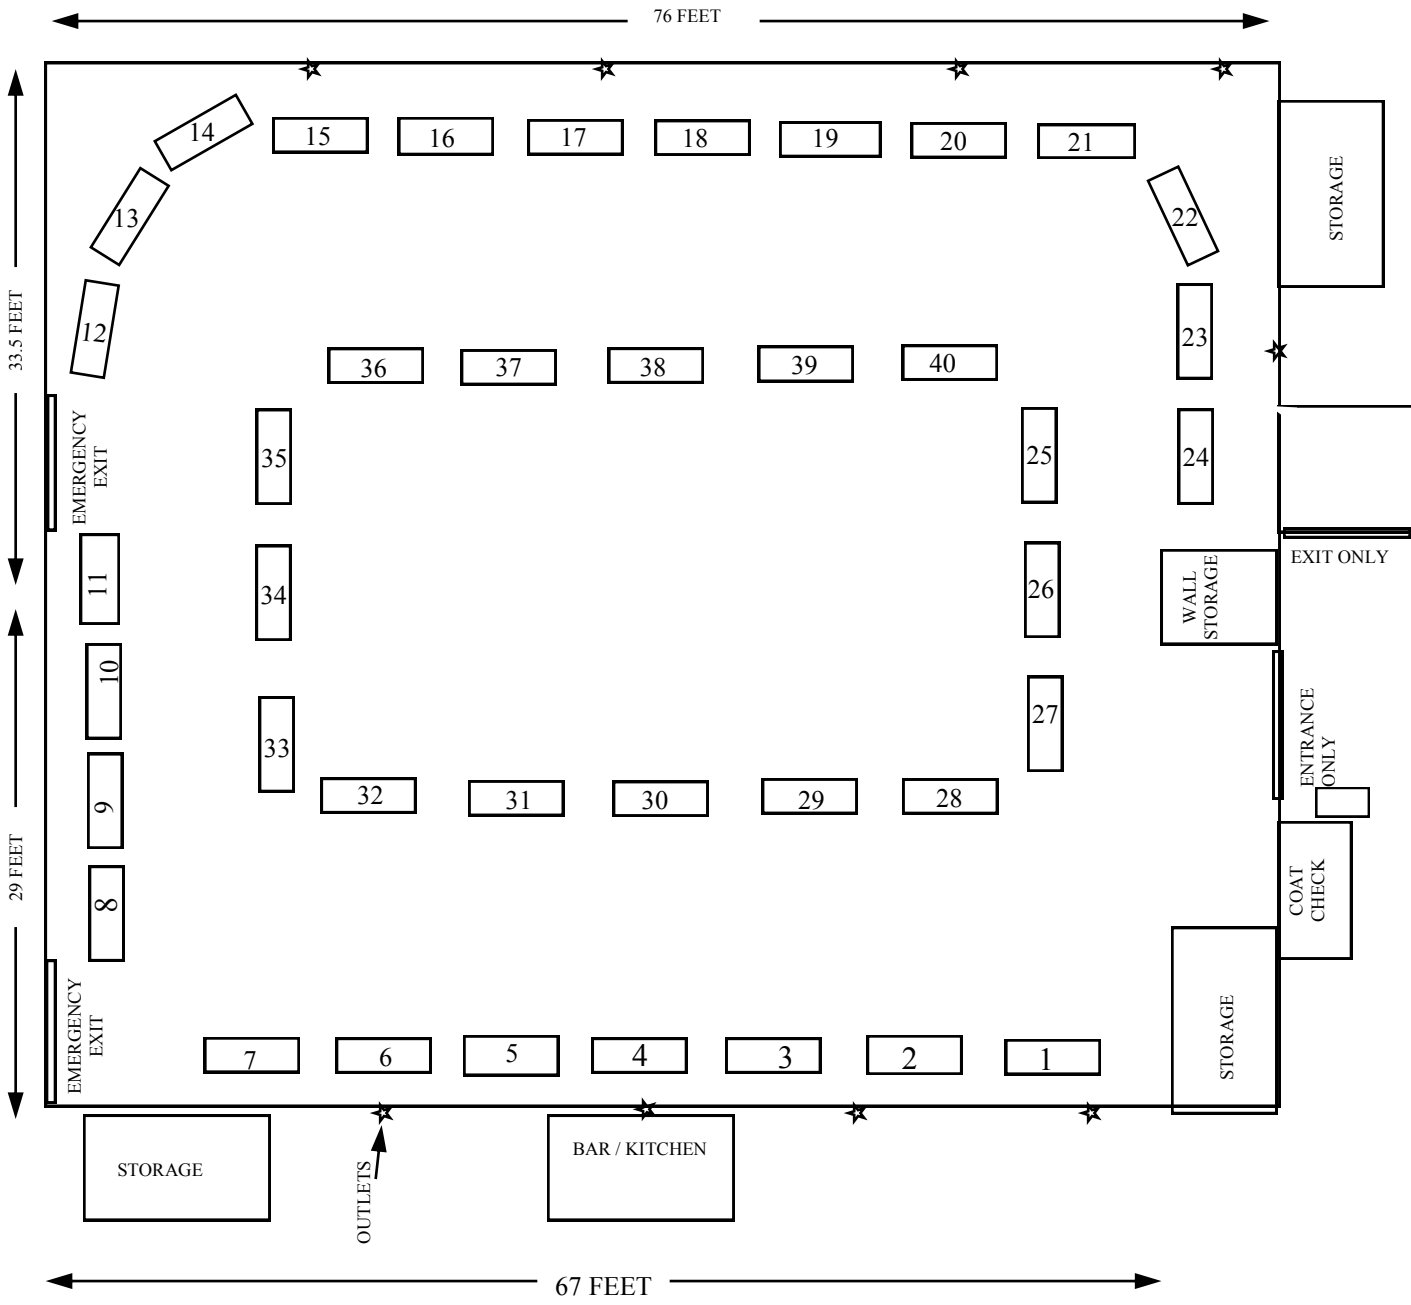 76 FEET
14
15
16
17
18
19
20
21
STORAGE
13
22
33.5 FEET
12
23
36
37
38
39
40
EMERGENCY
EXIT
35
25
24
EXIT ONLY
11
34
26
WALL
STORAGE
10
33
27
ENTRANCE
ONLY
9
32
31
30
29
28
29 FEET
8
COAT
CHECK
EMERGENCY
EXIT
STORAGE
7
6
5
4
3
2
1
STORAGE
OUTLETS
BAR / KITCHEN
67 FEET